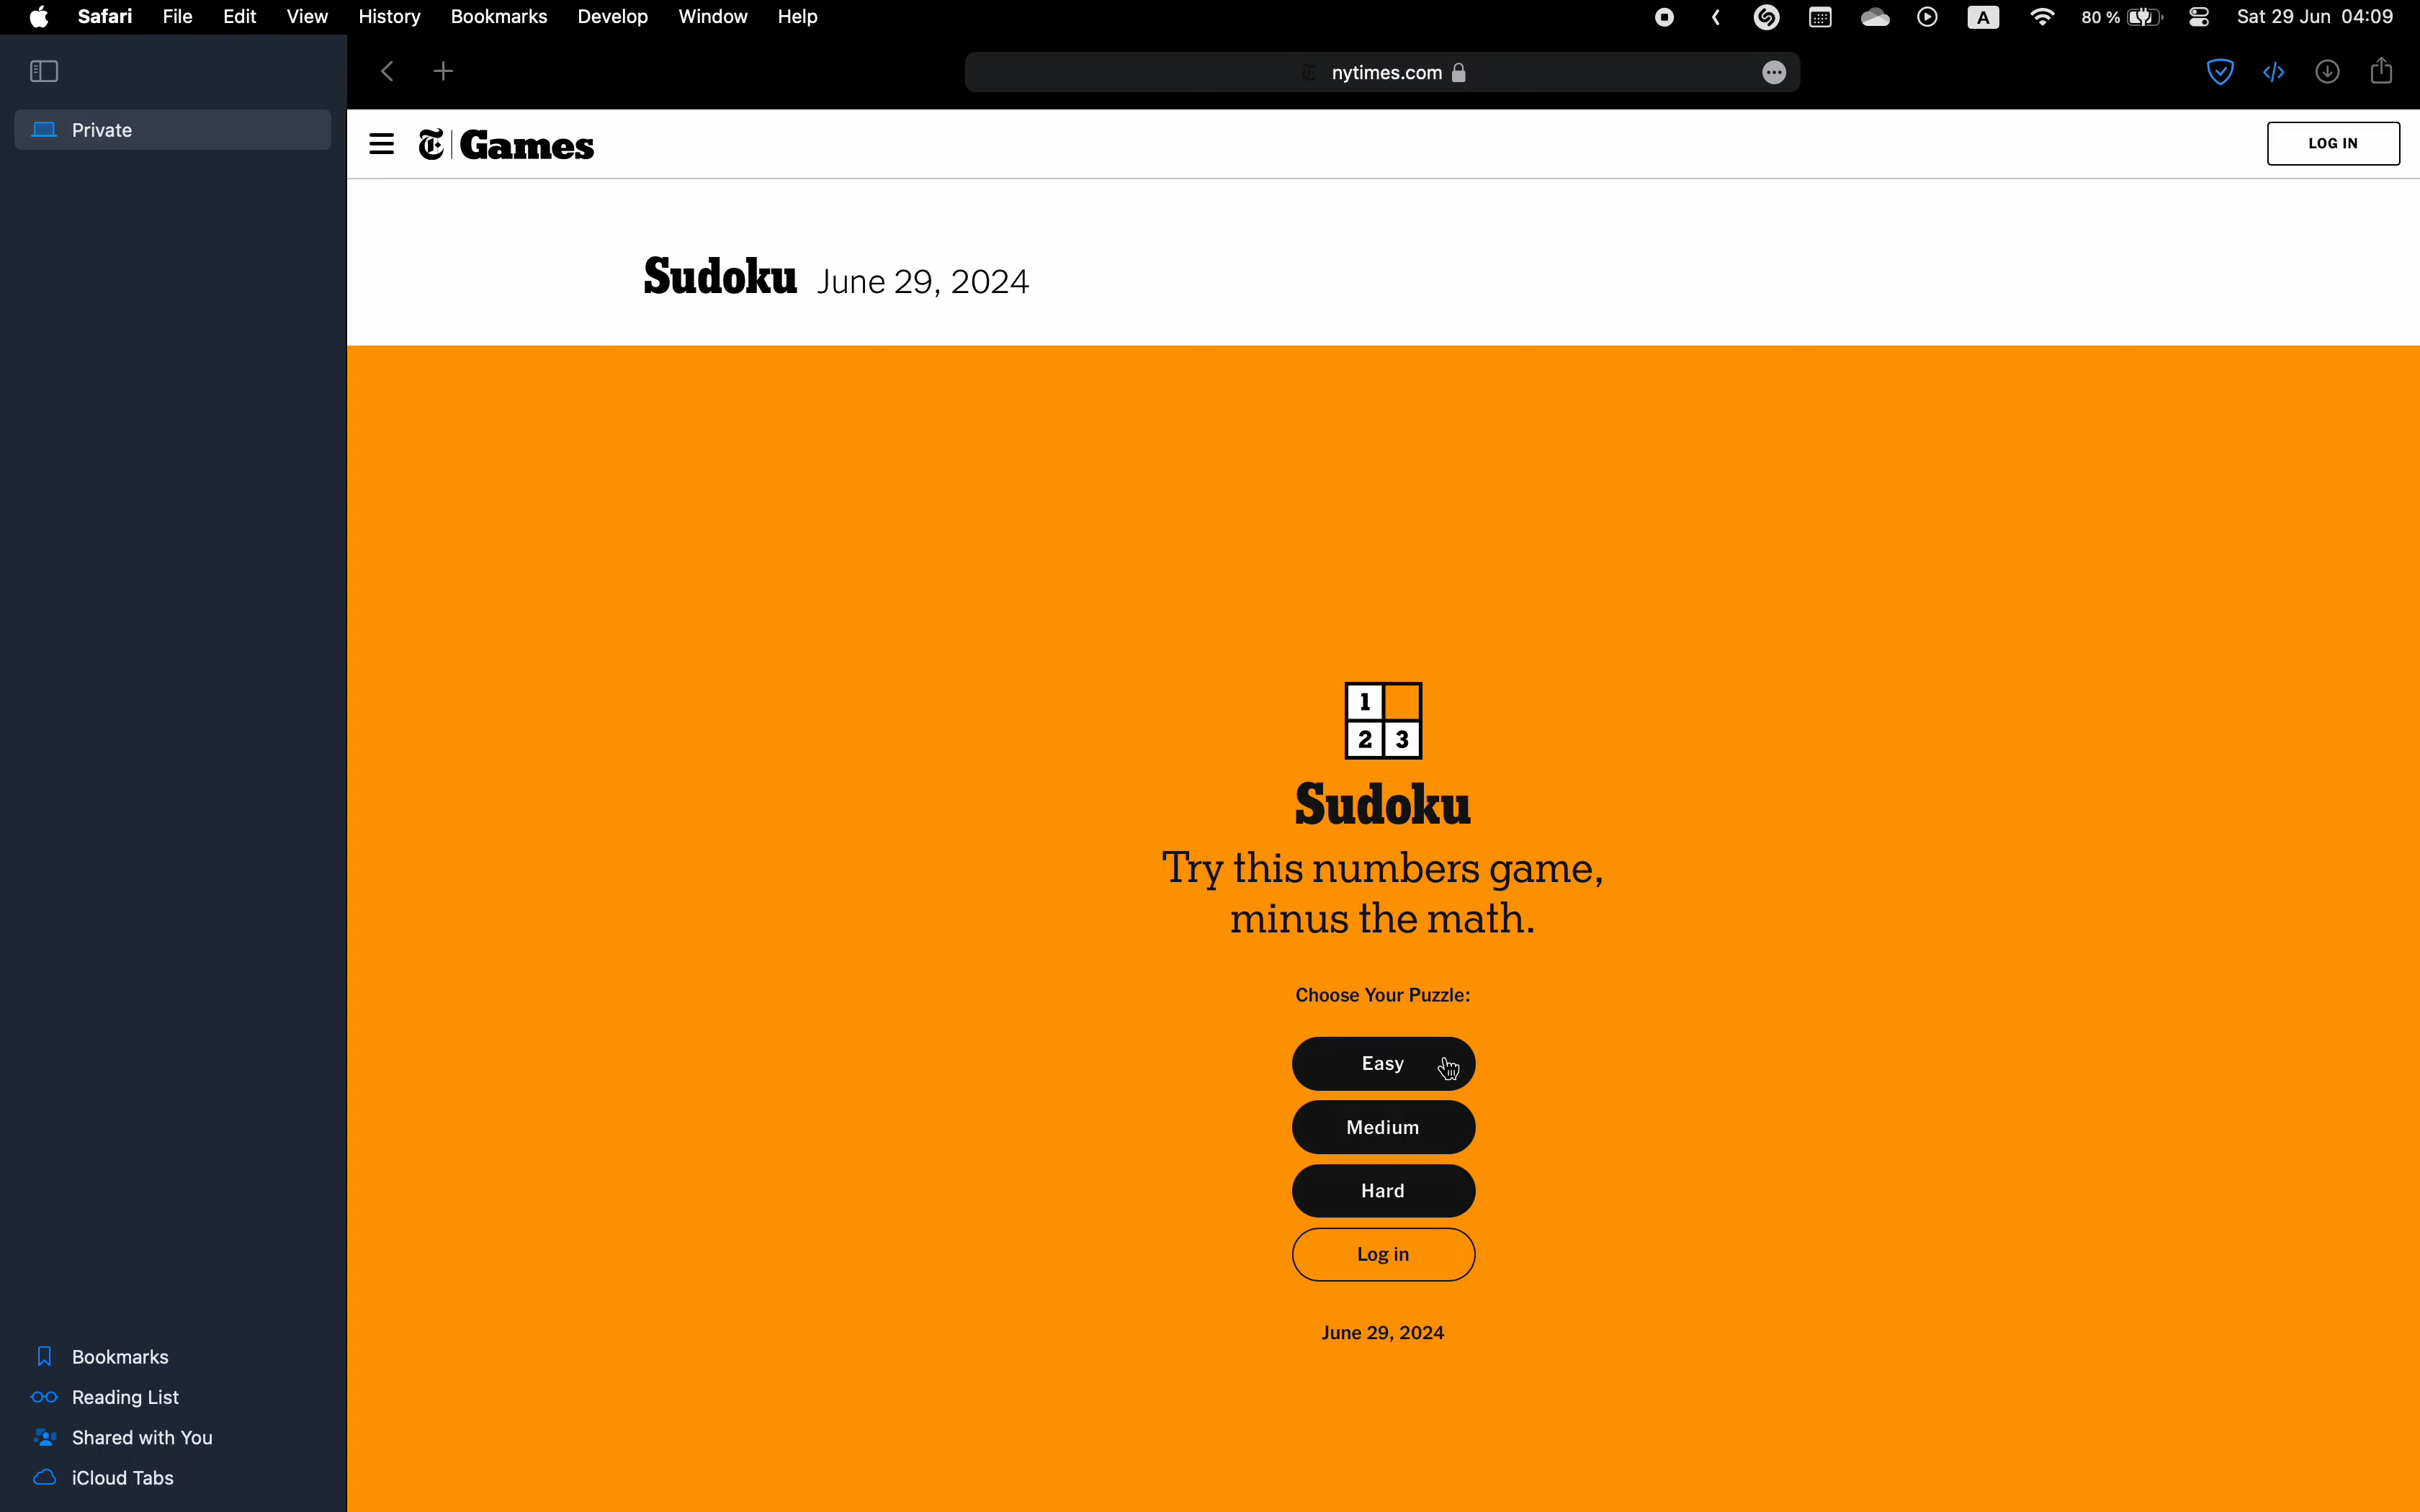 Safari File Edit View History Bookmarks Develop Window Help A 80 % Sat 29 Jun 04:09
nytimes.com
Private
T Games LOG IN
Sudoku June 29, 2024
1
2 3
Sudoku
Try this numbers game,
minus the math.
Choose Your Puzzle:
Easy
Medium
Hard
Log in
June 29, 2024
Bookmarks
Reading List
Shared with You
iCloud Tabs